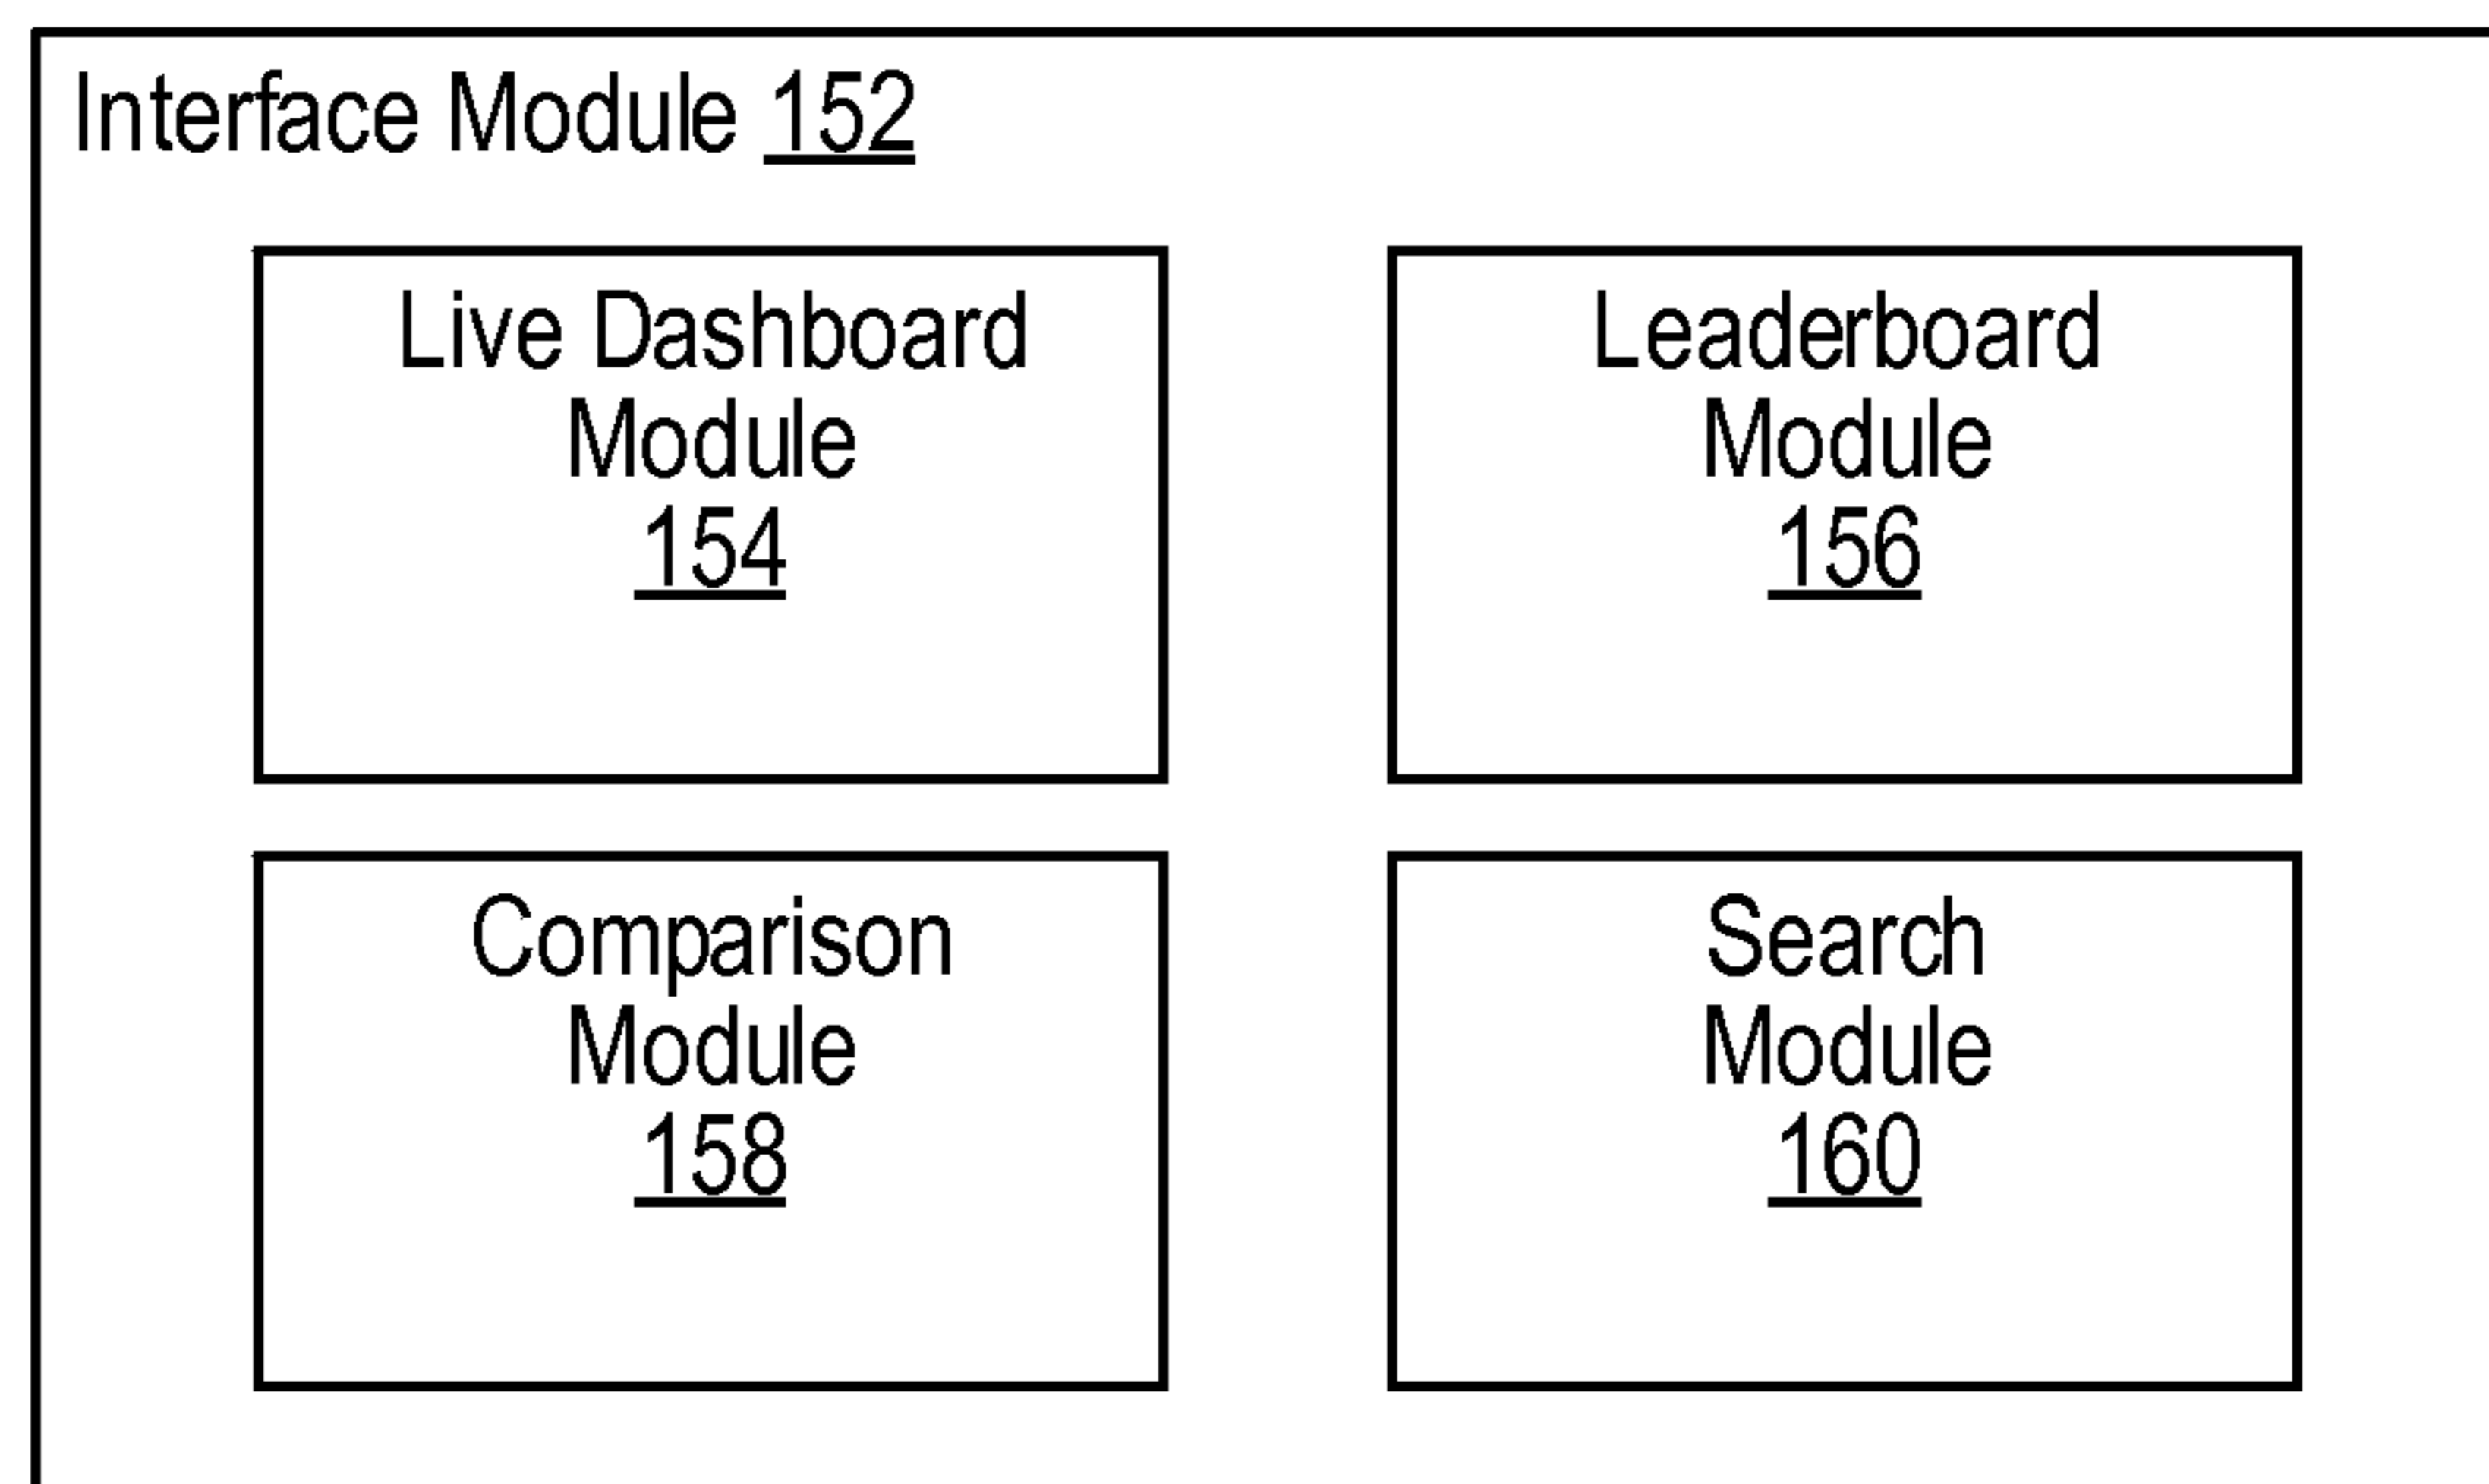 Interface Module 152
Live Dashboard
Module
154
Leaderboard
Module
156
Comparison
Module
158
Search
Module
160